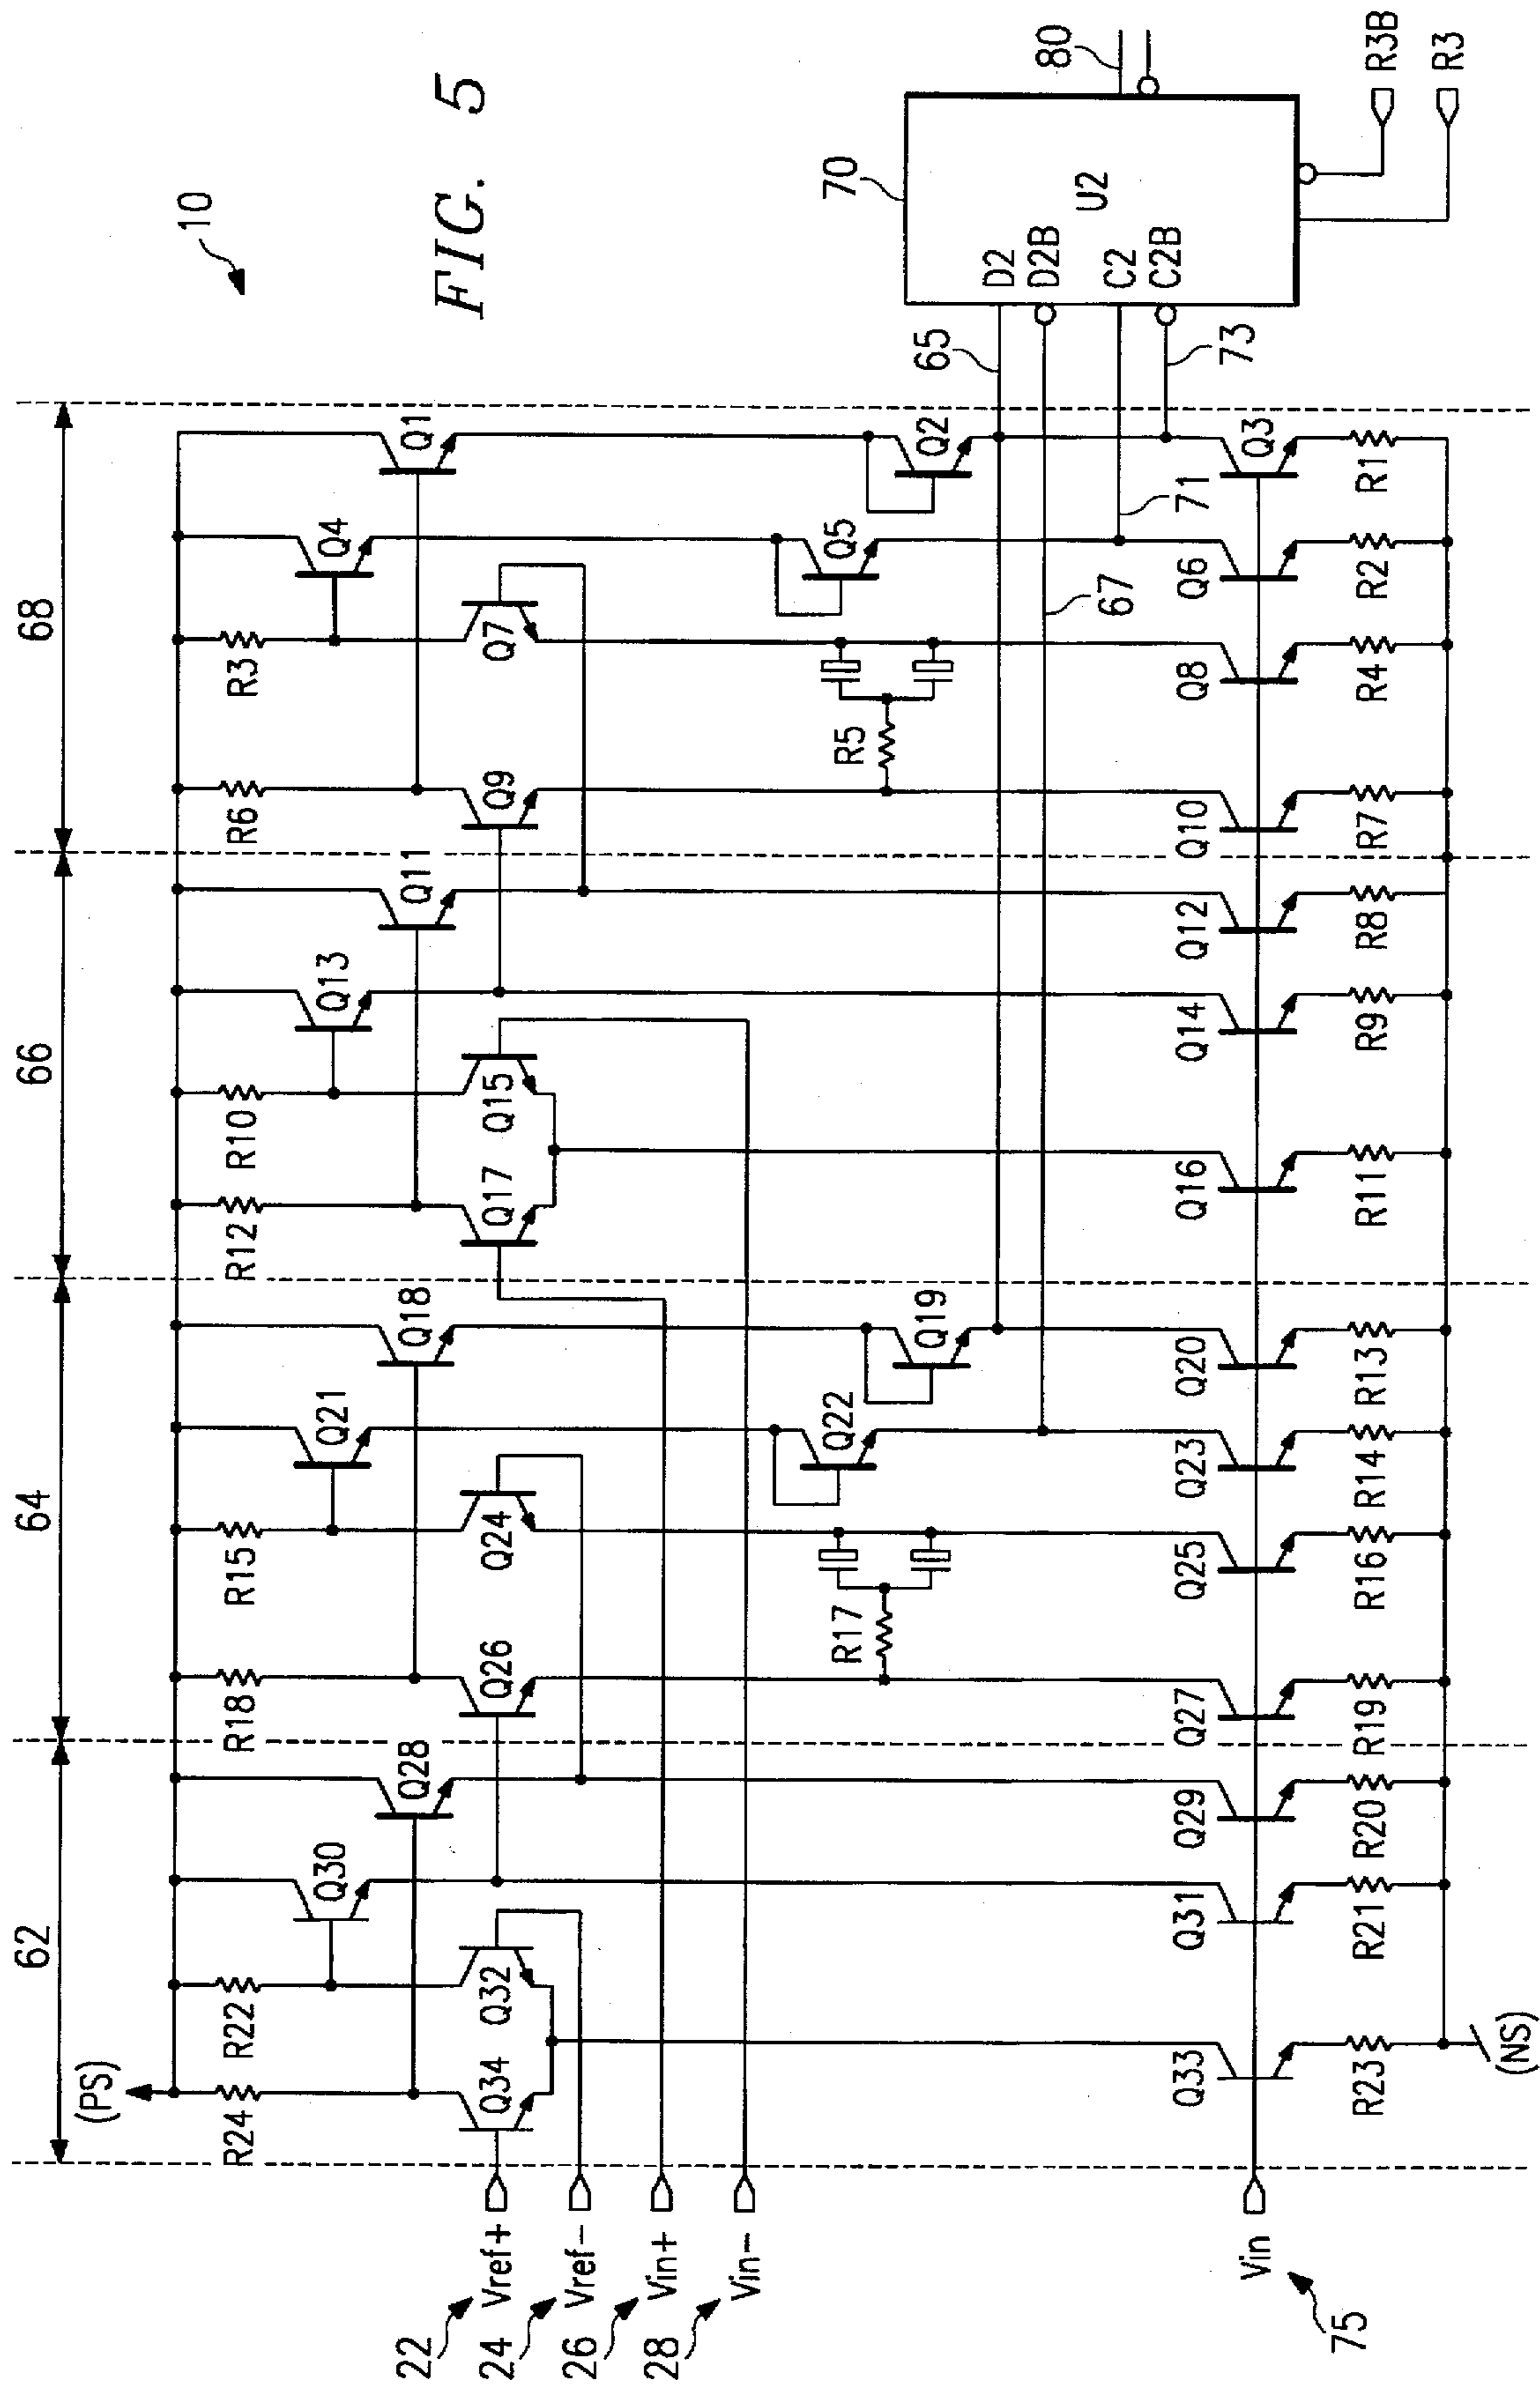 FIG. 5
10
62
64
66
68
(PS)
R24
R22
R18
R15
R12
R10
R6
R3
Q30
Q21
Q13
Q4
Q28
Q18
Q11
Q1
Q34
Q32
Q26
Q24
Q17
Q15
Q9
Q7
22
Vref+
24
Vref-
26
Vin+
28
Vin-
R17
Q22
Q19
R5
Q5
Q2
65
67
71
73
70
D2
D2B
C2
C2B
U2
80
R3B
R3
75
Vin
Q33
Q31
Q29
Q27
Q25
Q23
Q20
Q16
Q14
Q12
Q10
Q8
Q6
Q3
R23
R21
R20
R19
R16
R14
R13
R11
R9
R8
R7
R4
R2
R1
(NS)